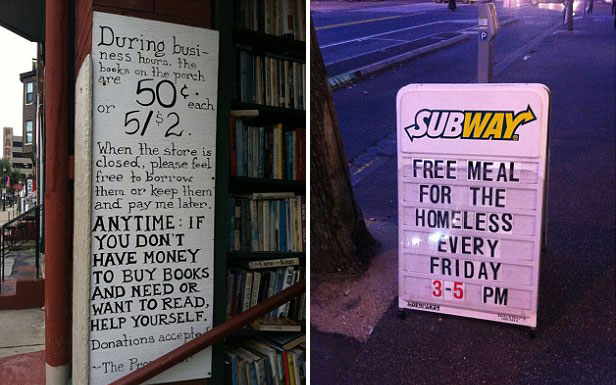 During busi-
ness hours, the
books on the porch
are 50¢ each
or 5/$2.
When the store is
closed, please feel
free to borrow
them or keep them
and pay me later.
ANYTIME: IF
YOU DON'T
HAVE MONEY
TO BUY BOOKS
AND NEED OR
WANT TO READ,
HELP YOURSELF.
Donations accepted
~The
SUBWAY
FREE MEAL
FOR THE
HOMELESS
EVERY
FRIDAY
3-5 PM